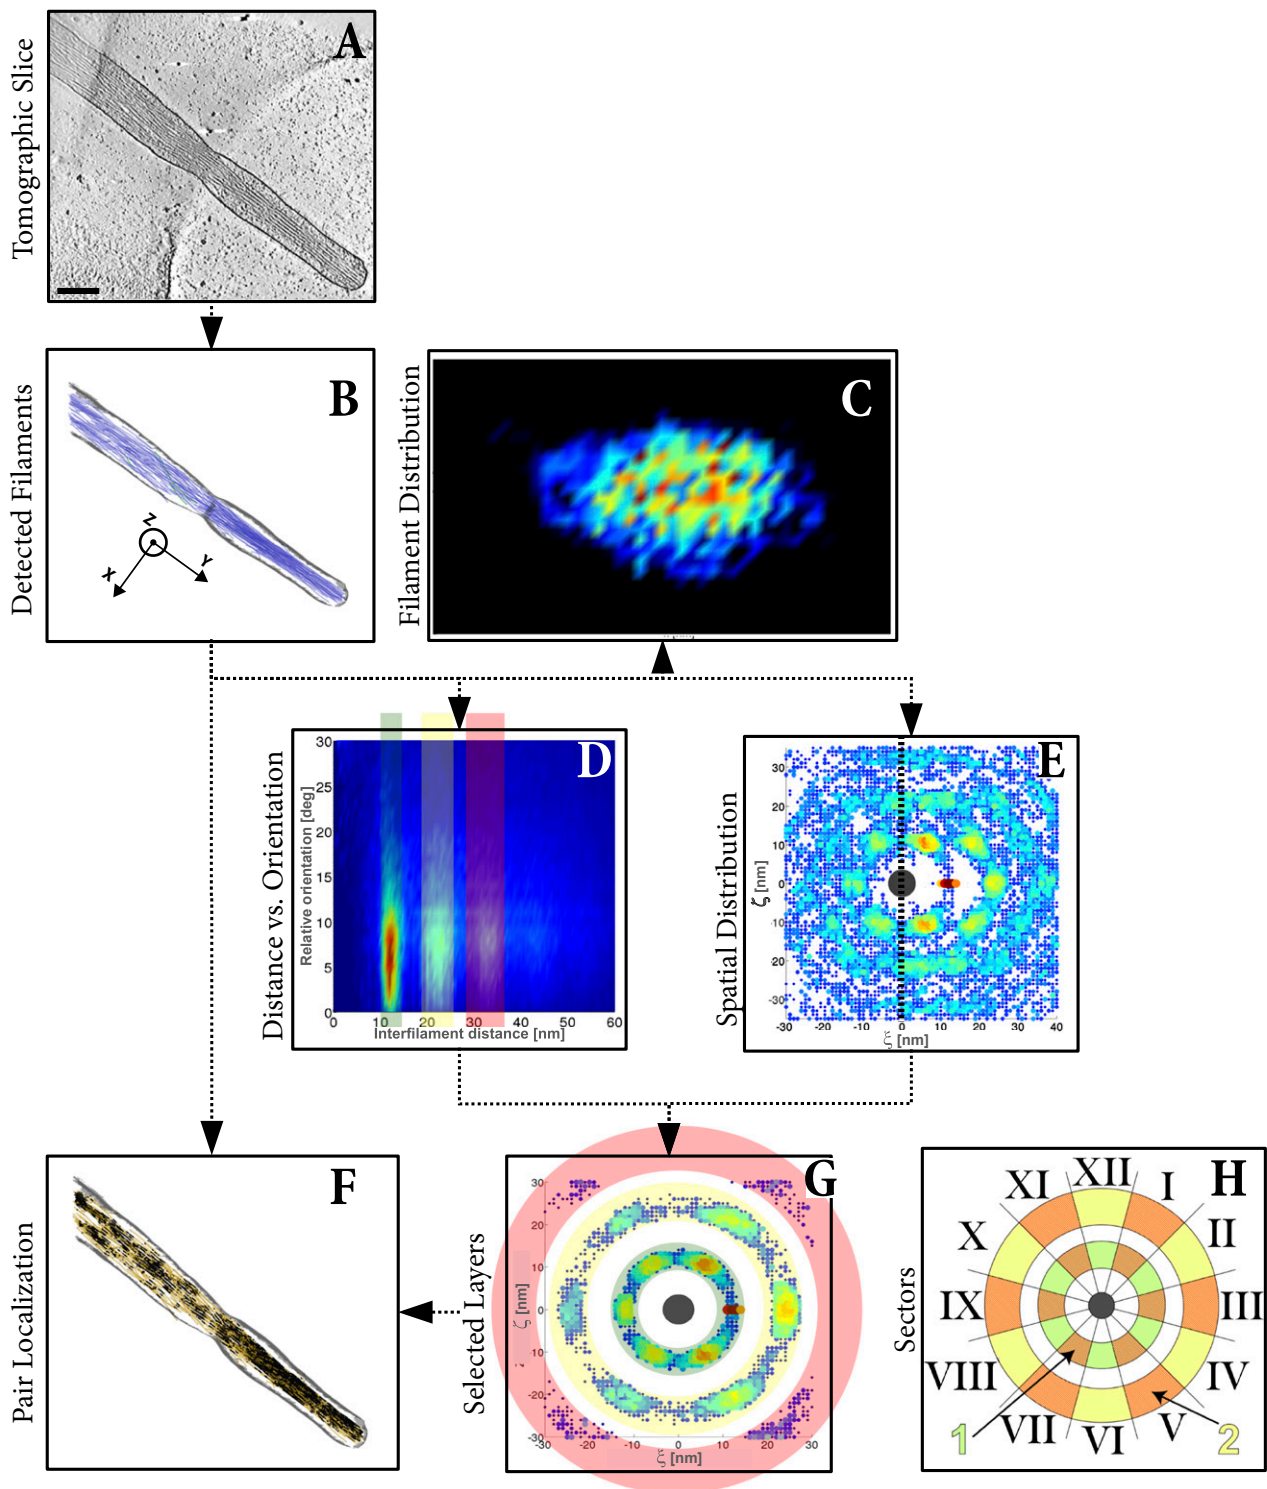 Tomographic Slice
A
Detected Filaments
B
Z
X
Y
Filament Distribution
C
Distance vs. Orientation
D
Relative orientation [deg]
30
25
20
15
10
5
0
0 10 20 30 40 50 60
Interfilament distance [nm]
Spatial Distribution
E
ζ [nm]
30
20
10
0
-10
-20
-30
-30 -20 -10 0 10 20 30 40
ξ [nm]
Pair Localization
F
Selected Layers
G
ζ [nm]
30
20
10
0
-10
-20
-30
-30 -20 -10 0 10 20 30
ξ [nm]
Sectors
H
XII
I
II
III
IV
V
VI
VII
VIII
IX
X
XI
1
2